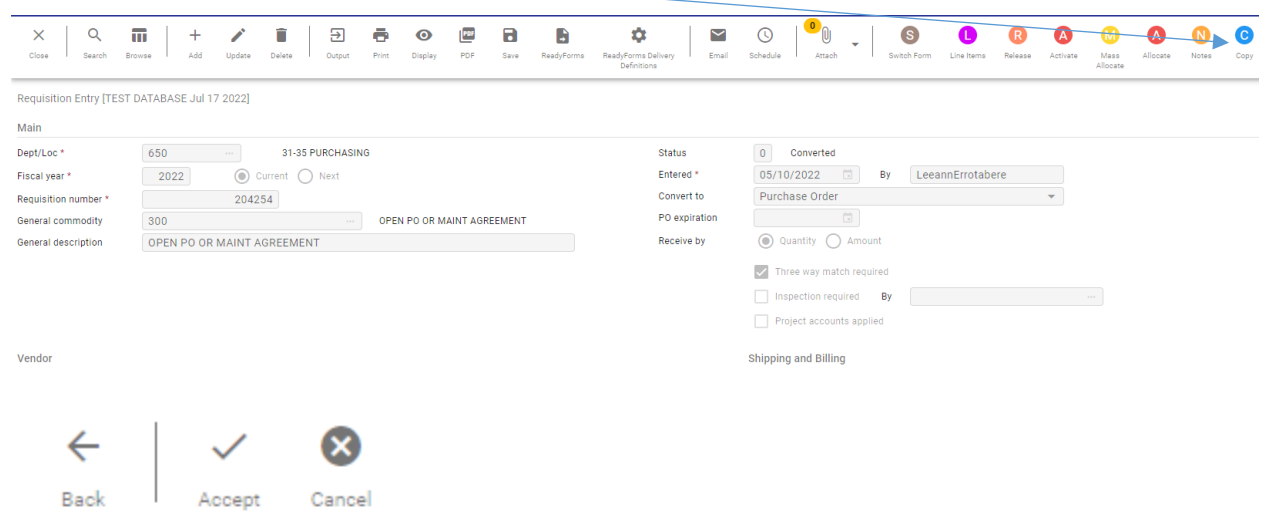 0
PDF
S L R A M A N C
Close Search Browse Add Update Delete Output Print Display PDF Save ReadyForms ReadyForms Delivery Definitions Email Schedule Attach Switch Form Line Items Release Activate Mass Allocate Allocate Notes Copy
Requisition Entry [TEST DATABASE Jul 17 2022]
Main
Dept/Loc * 650 ... 31-35 PURCHASING
Fiscal year * 2022 Current Next
Requisition number * 204254
General commodity 300 ... OPEN PO OR MAINT AGREEMENT
General description OPEN PO OR MAINT AGREEMENT
Status 0 Converted
Entered * 05/10/2022 By LeeannErrotabere
Convert to Purchase Order
PO expiration
Receive by Quantity Amount
Three way match required
Inspection required By ...
Project accounts applied
Vendor
Shipping and Billing
Back Accept Cancel